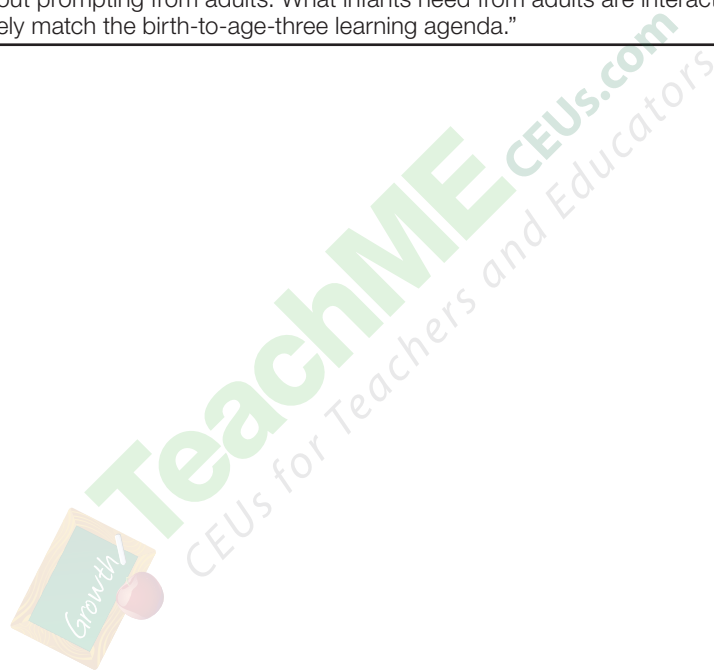 out prompting from adults. What infants need from adults are interac
ely match the birth-to-age-three learning agenda.”
TeachME CEUs.com
CEUs for Teachers and Educators
Growth